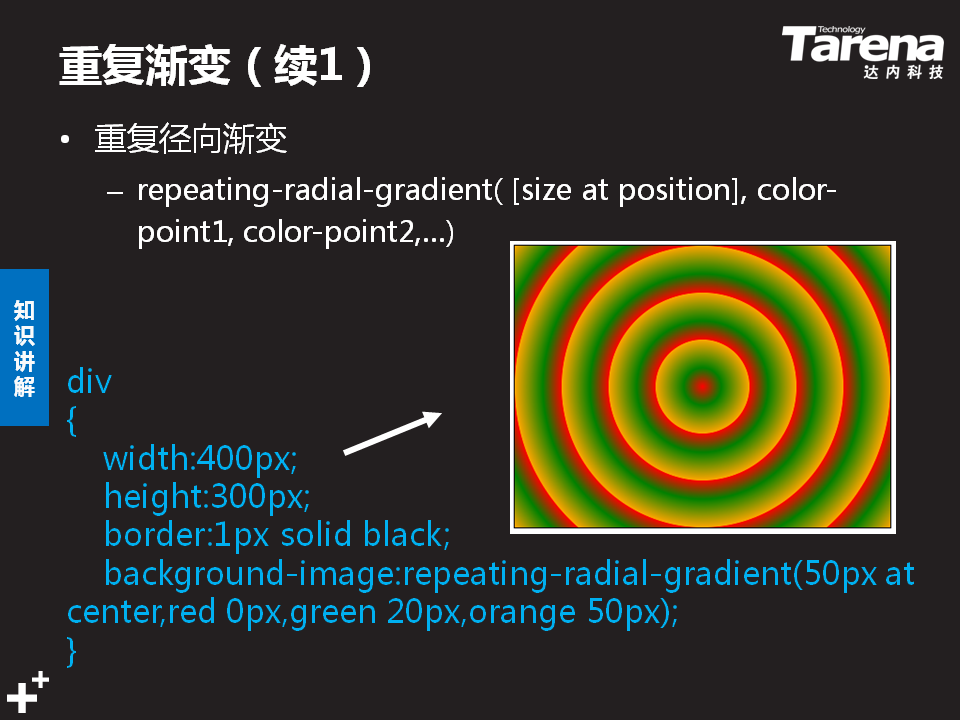 重复渐变（续1）
Technology
Tarena
达内科技
• 重复径向渐变
– repeating-radial-gradient( [size at position], color-
point1, color-point2,...)
知
识
讲
解
div
{
width:400px;
height:300px;
border:1px solid black;
background-image:repeating-radial-gradient(50px at
center,red 0px,green 20px,orange 50px);
}